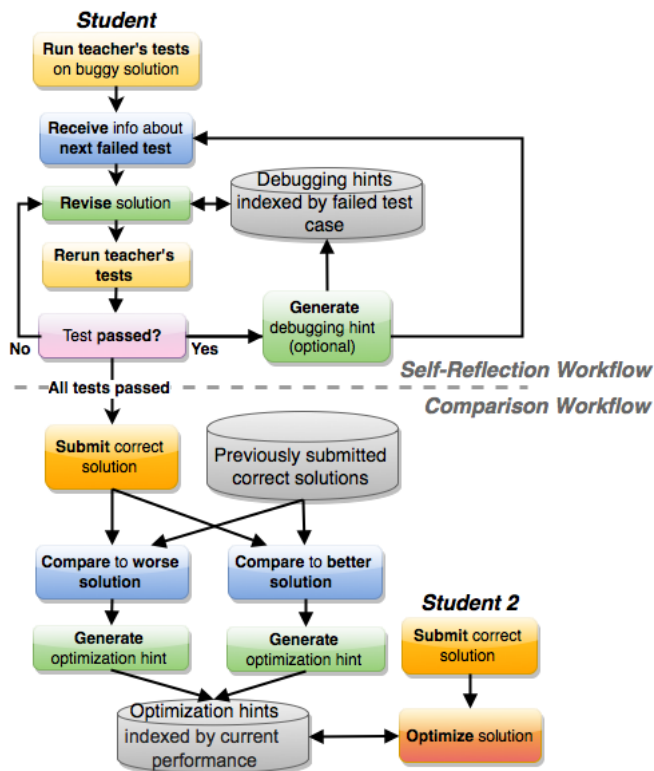 Student
Run teacher's tests
on buggy solution
Receive info about
next failed test
Revise solution
Debugging hints
indexed by failed test
case
Rerun teacher's
tests
Test passed?
No
Yes
Generate
debugging hint
(optional)
Self-Reflection Workflow
All tests passed
Comparison Workflow
Submit correct
solution
Previously submitted
correct solutions
Compare to worse
solution
Compare to better
solution
Generate
optimization hint
Generate
optimization hint
Student 2
Submit correct
solution
Optimization hints
indexed by current
performance
Optimize solution